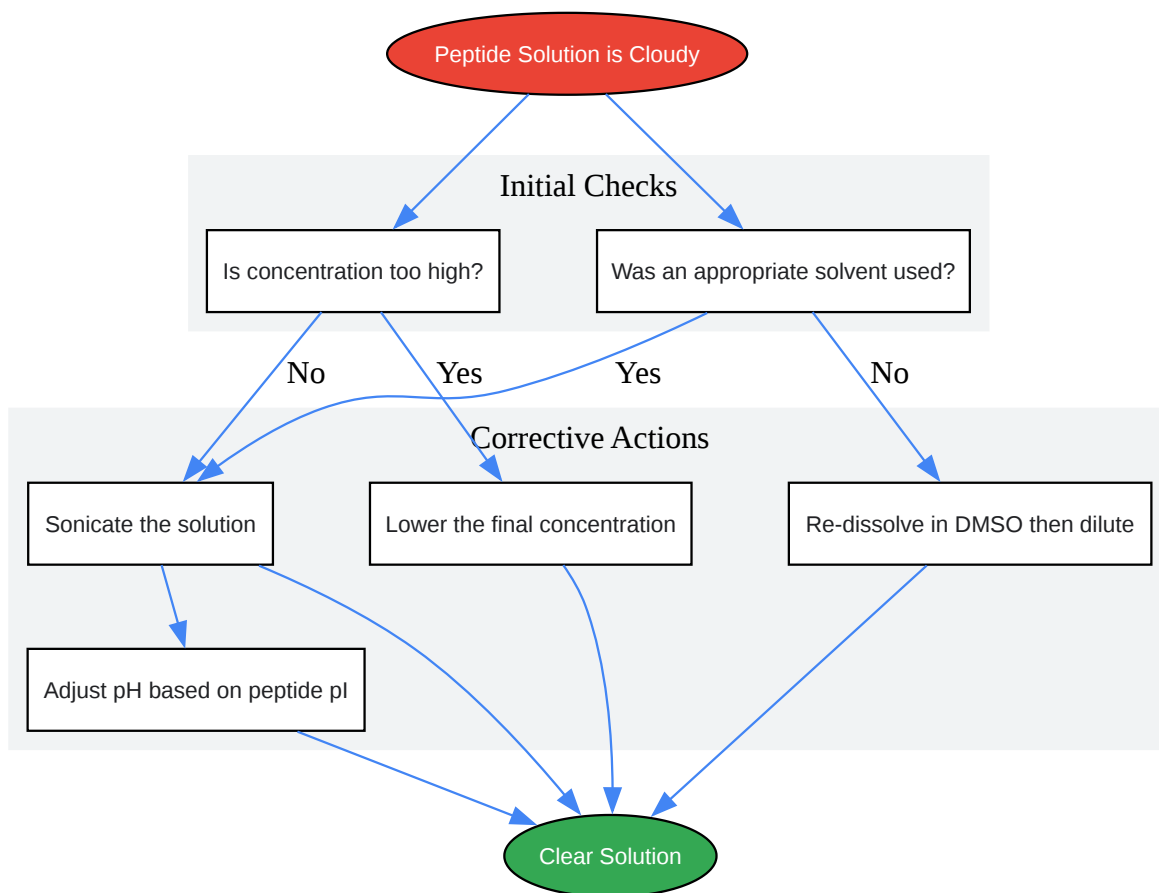 Peptide Solution is Cloudy
Initial Checks
Is concentration too high?
Was an appropriate solvent used?
No
Yes
Yes
No
Corrective Actions
Sonicate the solution
Lower the final concentration
Re-dissolve in DMSO then dilute
Adjust pH based on peptide pI
Clear Solution